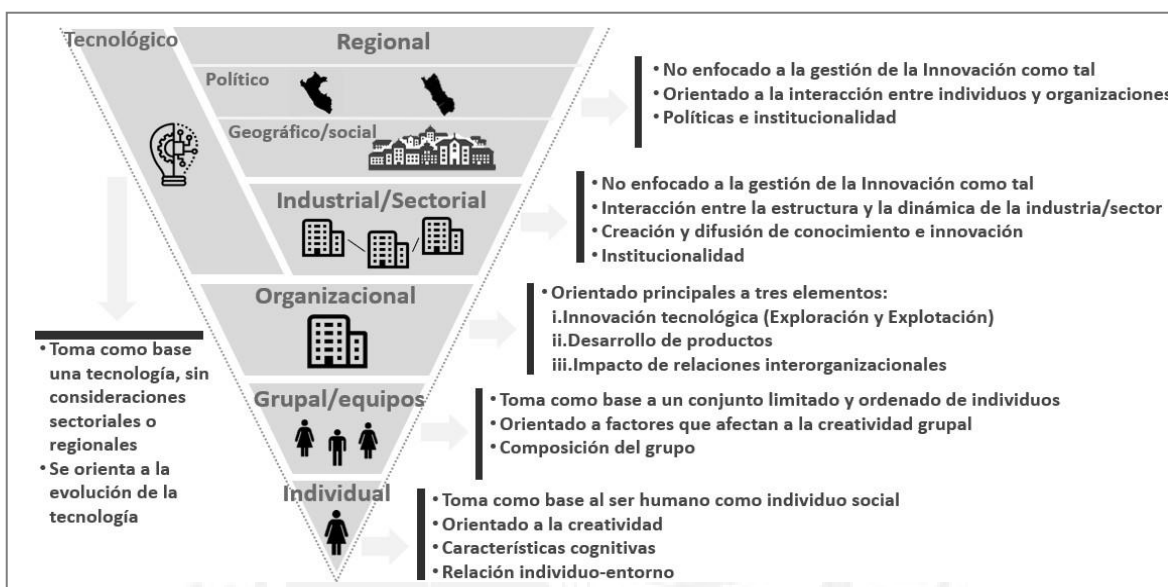 Tecnológico
Regional
Político
Geográfico/social
• No enfocado a la gestión de la Innovación como tal
• Orientado a la interacción entre individuos y organizaciones
• Políticas e institucionalidad
Industrial/Sectorial
• No enfocado a la gestión de la Innovación como tal
• Interacción entre la estructura y la dinámica de la industria/sector
• Creación y difusión de conocimiento e innovación
• Institucionalidad
Organizacional
• Orientado principales a tres elementos:
i.Innovación tecnológica (Exploración y Explotación)
ii.Desarrollo de productos
iii.Impacto de relaciones interorganizacionales
• Toma como base
una tecnología, sin
consideraciones
sectoriales o
regionales
• Se orienta a la
evolución de la
tecnología
Grupal/equipos
• Toma como base a un conjunto limitado y ordenado de individuos
• Orientado a factores que afectan a la creatividad grupal
• Composición del grupo
Individual
• Toma como base al ser humano como individuo social
• Orientado a la creatividad
• Características cognitivas
• Relación individuo-entorno